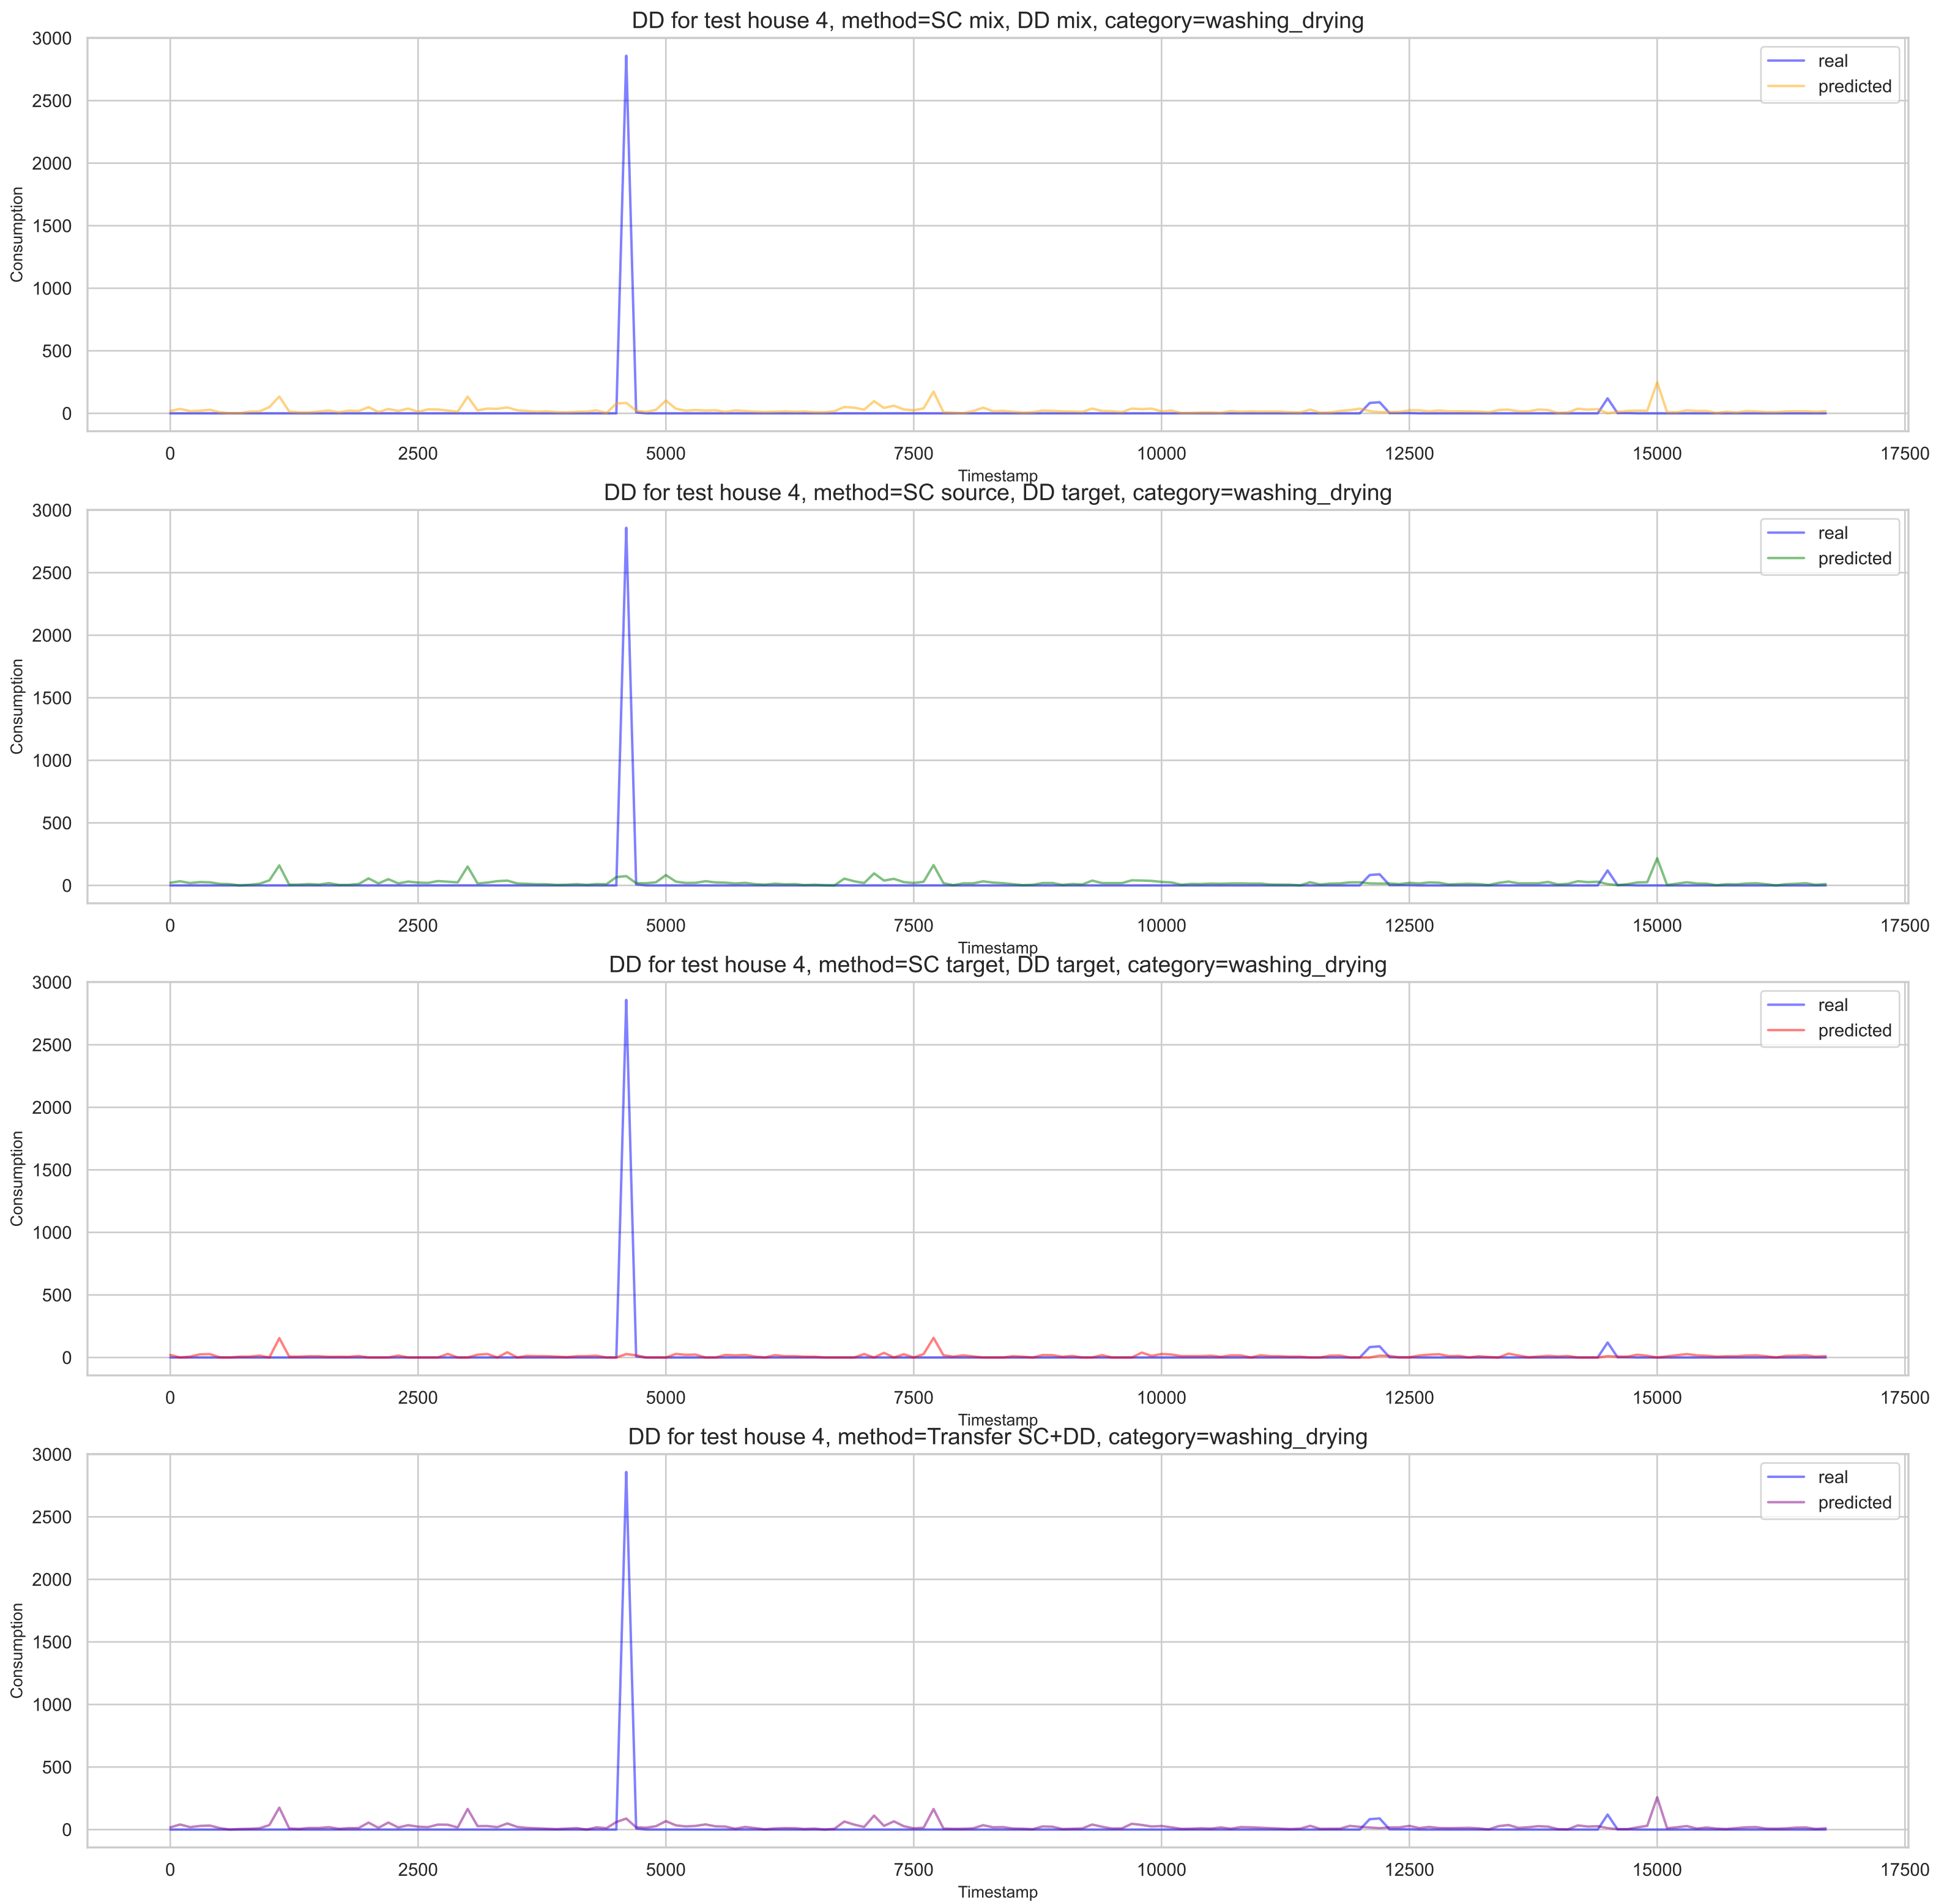 DD for test house 4, method=SC mix, DD mix, category=washing_drying
3000
2500
2000
1500
1000
500
0
Consumption
real
predicted
0 2500 5000 7500 10000 12500 15000 17500
Timestamp
DD for test house 4, method=SC source, DD target, category=washing_drying
3000
2500
2000
1500
1000
500
0
Consumption
real
predicted
0 2500 5000 7500 10000 12500 15000 17500
Timestamp
DD for test house 4, method=SC target, DD target, category=washing_drying
3000
2500
2000
1500
1000
500
0
Consumption
real
predicted
0 2500 5000 7500 10000 12500 15000 17500
Timestamp
DD for test house 4, method=Transfer SC+DD, category=washing_drying
3000
2500
2000
1500
1000
500
0
Consumption
real
predicted
0 2500 5000 7500 10000 12500 15000 17500
Timestamp